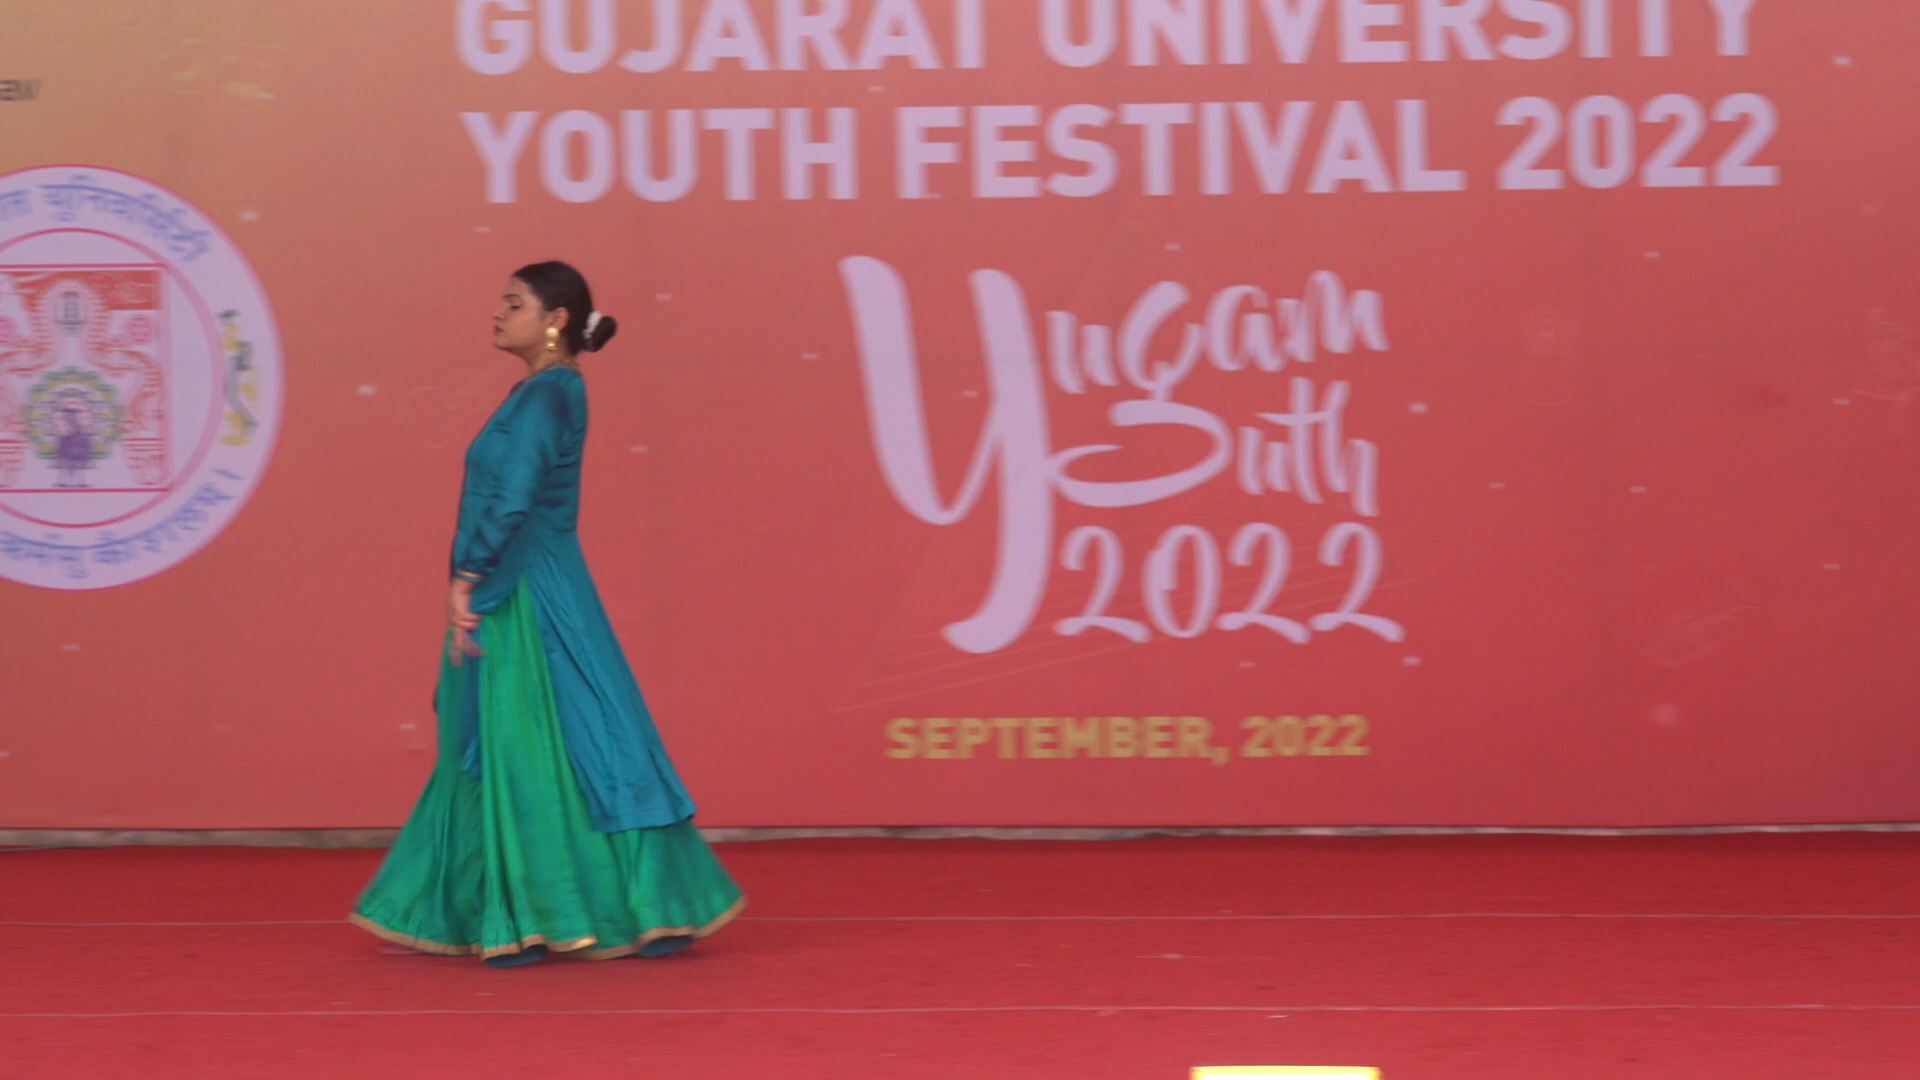 GUJARAT UNIVERSITY
YOUTH FESTIVAL 2022
Yugam
Youth
2022
SEPTEMBER, 2022